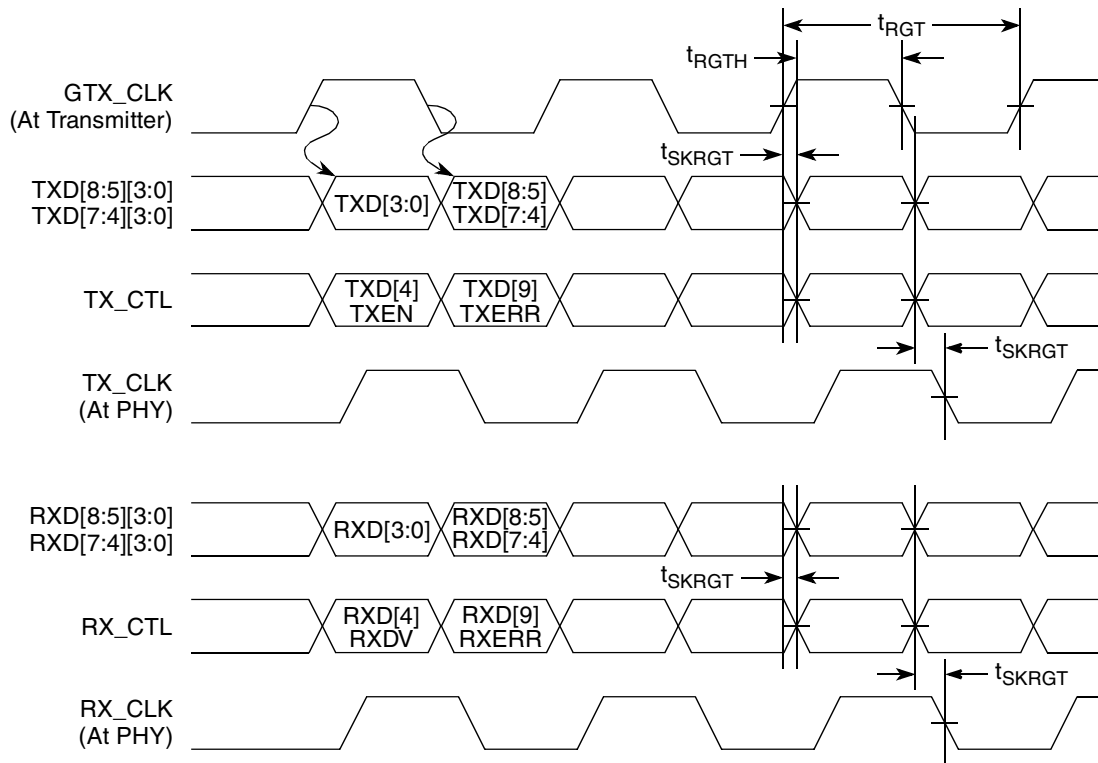 tRGT
tRGTH
GTX_CLK
(At Transmitter)
tSKRGT
TXD[8:5][3:0]
TXD[7:4][3:0]
TXD[3:0]
TXD[8:5]
TXD[7:4]
TX_CTL
TXD[4]
TXEN
TXD[9]
TXERR
tSKRGT
TX_CLK
(At PHY)
RXD[8:5][3:0]
RXD[7:4][3:0]
RXD[3:0]
RXD[8:5]
RXD[7:4]
tSKRGT
RX_CTL
RXD[4]
RXDV
RXD[9]
RXERR
tSKRGT
RX_CLK
(At PHY)